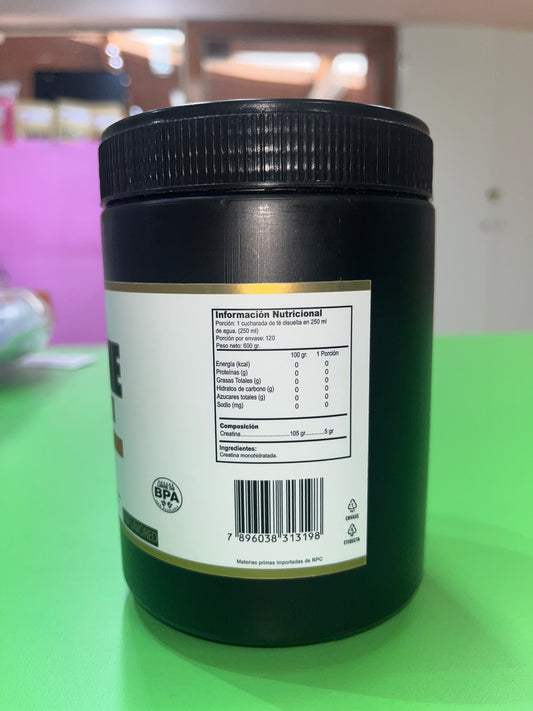 Información Nutricional
Porción: 1 cucharada de té disuelta en 250 ml
de agua. (250 ml)
Porción por envase: 120
Peso neto: 600 gr.
100 gr. 1 Porción
Energía (kcal) 0 0
Proteínas (g) 0 0
Grasas Totales (g) 0 0
Hidratos de carbono (g) 0 0
Azucares totales (g) 0 0
Sodio (mg) 0 0
Composición
Creatina..............................105 gr............5 gr
Ingredientes:
Creatina monohidratada.
BPA
7 896038 313198
1
ENVASE
5
ETIQUETA
Materias primas importadas de RPC